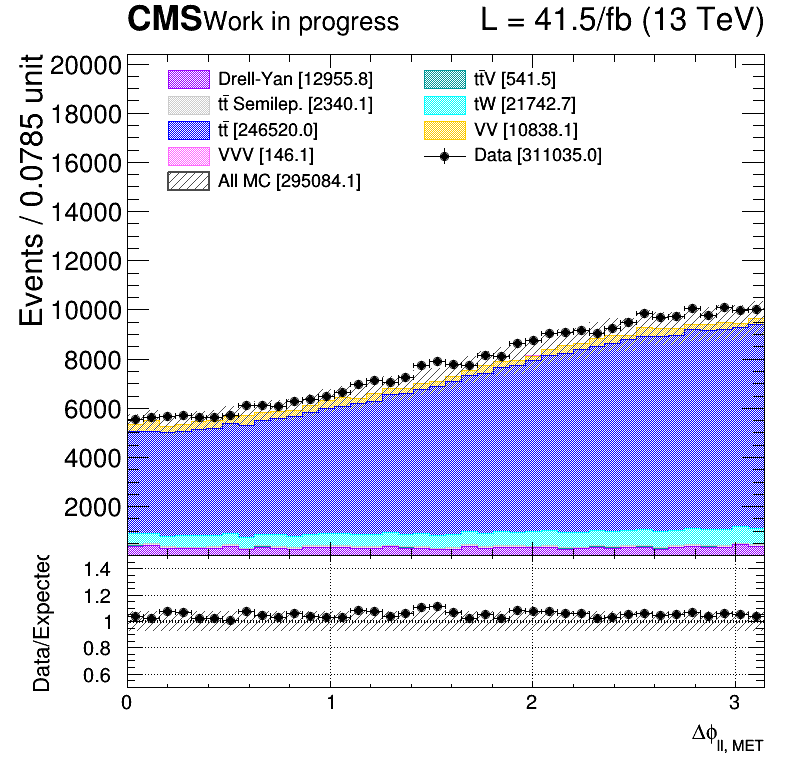 CMS Work in progress L = 41.5/fb (13 TeV)
Events / 0.0785 unit
20000
18000
16000
14000
12000
10000
8000
6000
4000
2000
Drell-Yan [12955.8]
tt̄ Semilep. [2340.1]
tt̄ [246520.0]
VVV [146.1]
All MC [295084.1]
tt̄V [541.5]
tW [21742.7]
VV [10838.1]
Data [311035.0]
Data/Expected
1.4
1.2
1
0.8
0.6
0 1 2 3
Δϕll, MET